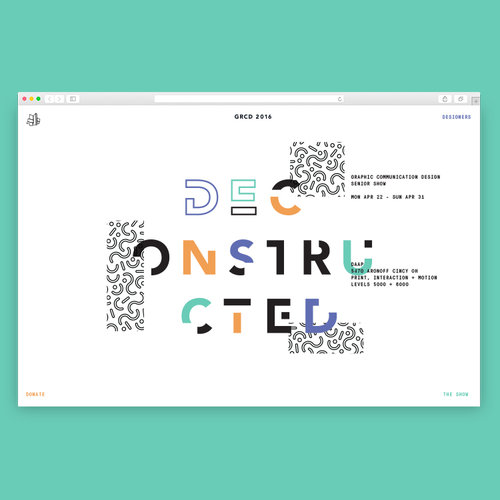 GRCD 2016
DESIGNERS
DEC
ONSTRU
CTED
GRAPHIC COMMUNICATION DESIGN
SENIOR SHOW
MON APR 22 - SUN APR 31
DAAP
5470 ARONOFF CINCY OH
PRINT, INTERACTION + MOTION
LEVELS 5000 + 6000
DONATE
THE SHOW